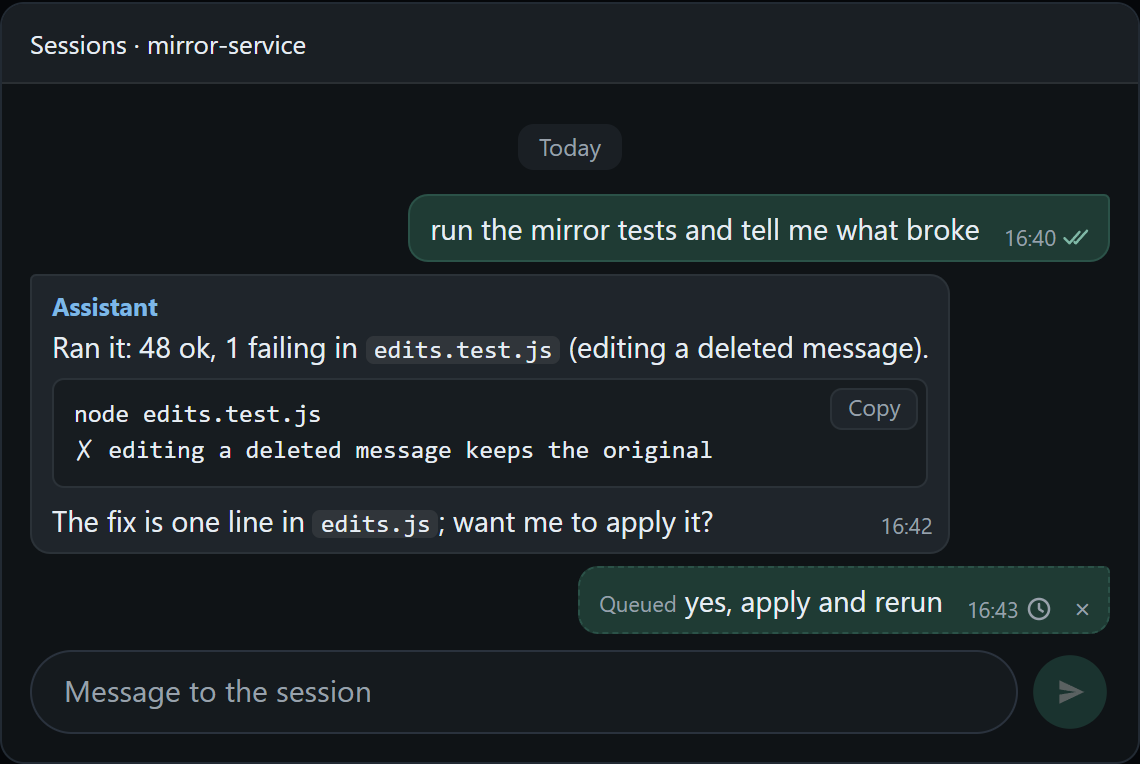 Sessions · mirror-service
Today
run the mirror tests and tell me what broke 16:40
Assistant
Ran it: 48 ok, 1 failing in edits.test.js (editing a deleted message).
node edits.test.js
Copy
✗ editing a deleted message keeps the original
The fix is one line in edits.js; want me to apply it? 16:42
Queued yes, apply and rerun 16:43 ×
Message to the session